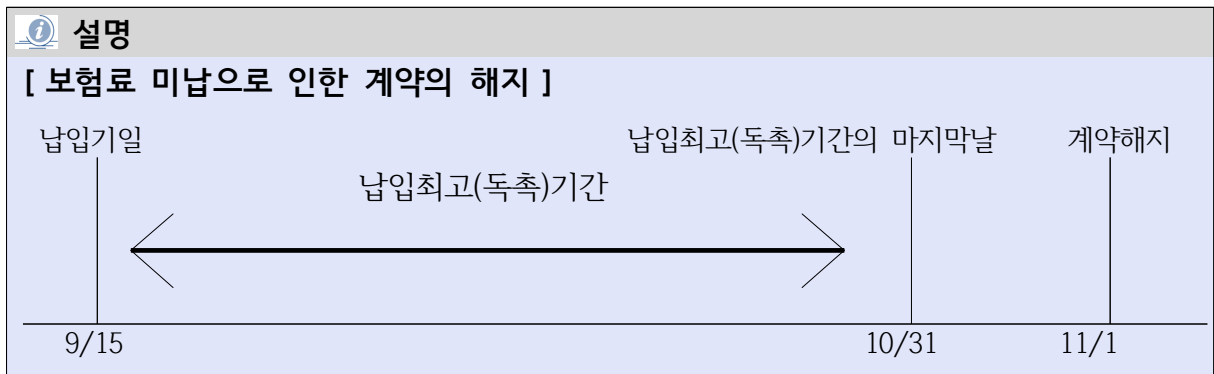 설명
[ 보험료 미납으로 인한 계약의 해지 ]
납입기일 납입최고(독촉)기간의 마지막날 계약해지
납입최고(독촉)기간
9/15 10/31 11/1